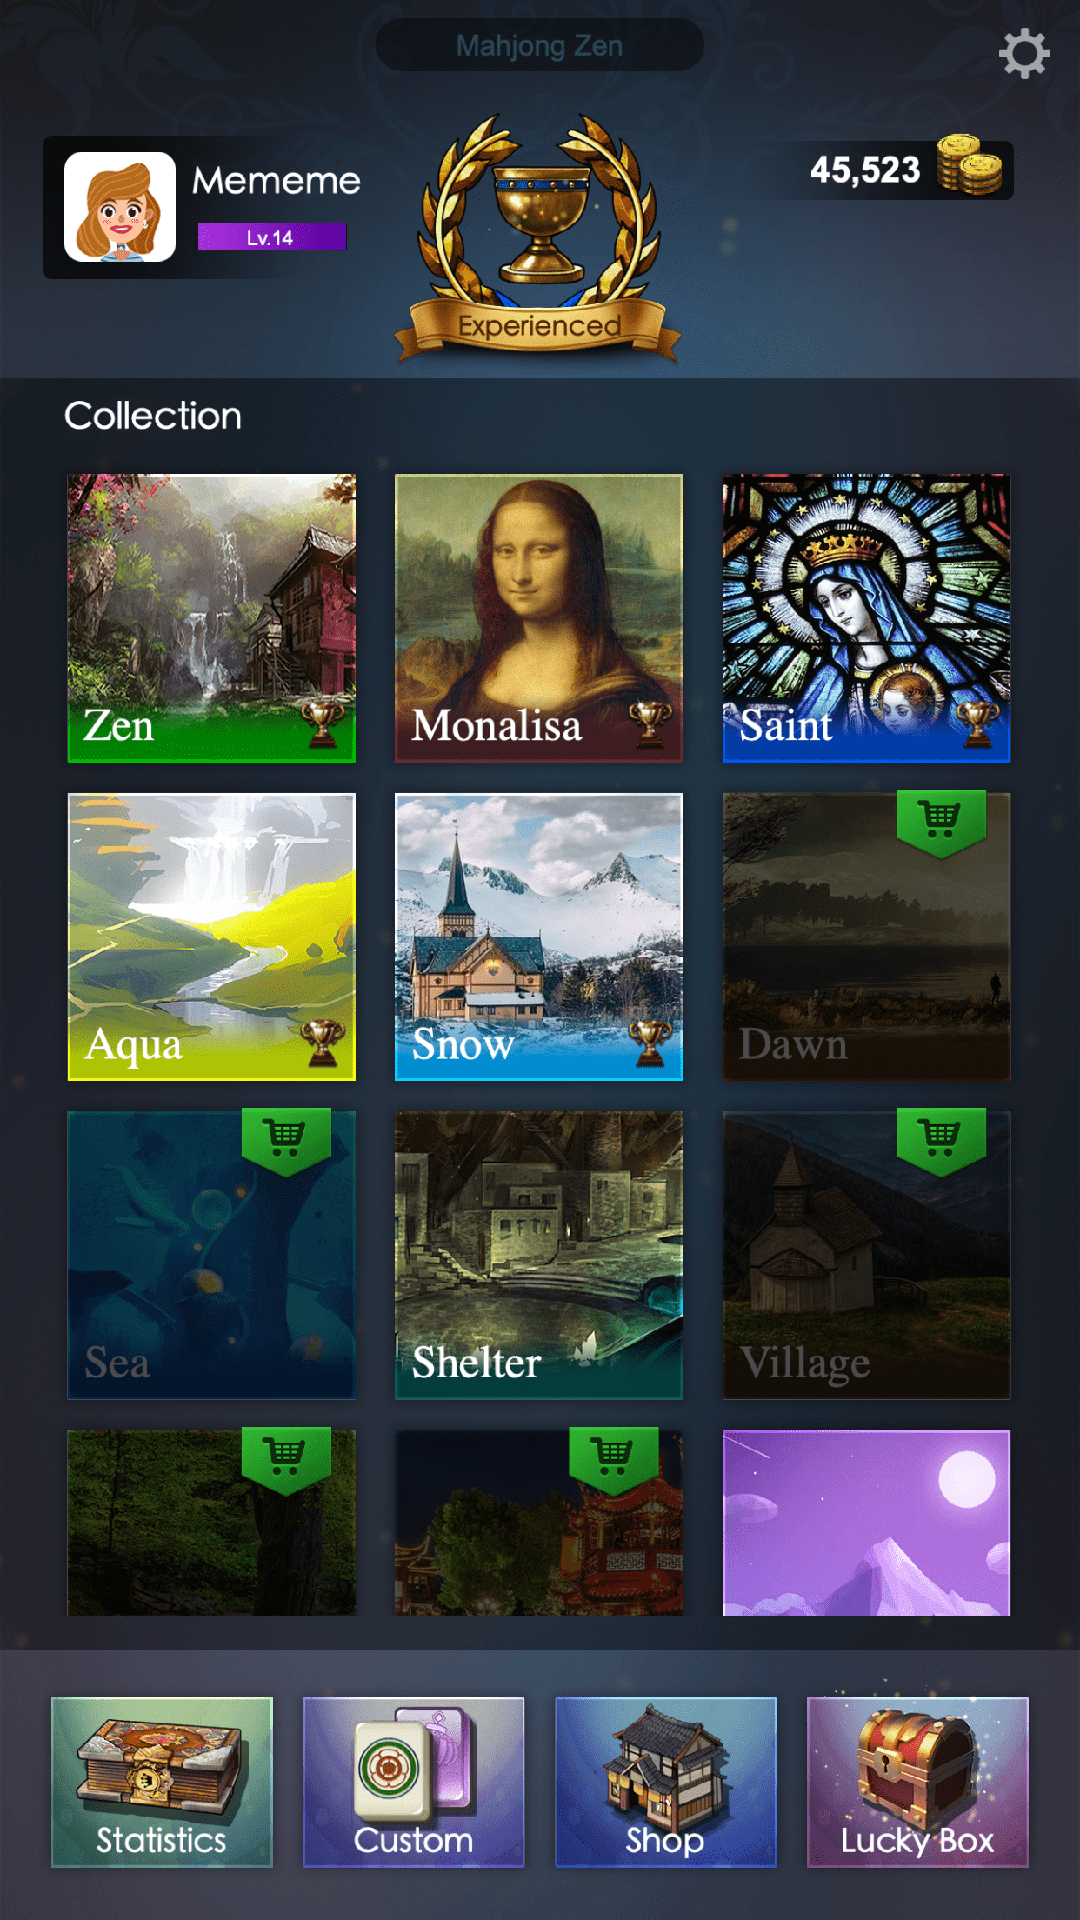 Mahjong Zen
Mememe
Lv.14
45,523
Experienced
Collection
Zen
Monalisa
Saint
Aqua
Snow
Dawn
Sea
Shelter
Village
Statistics
Custom
Shop
Lucky Box